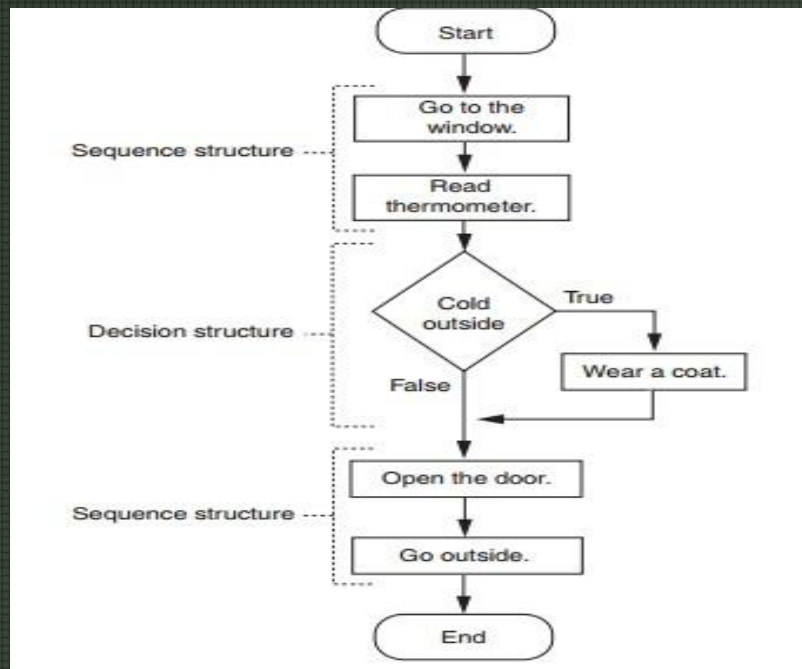 Start
Go to the
window.
Sequence structure
Read
thermometer.
Cold
outside
True
Decision structure
Wear a coat.
False
Open the door.
Sequence structure
Go outside.
End